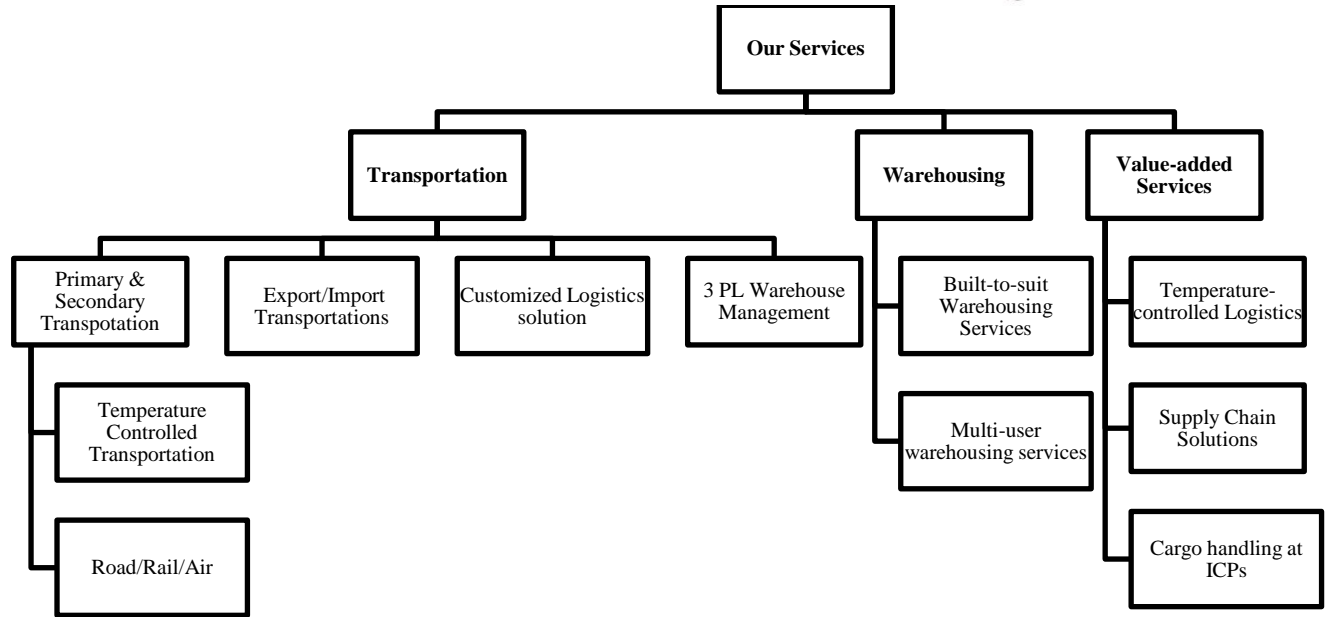 Our Services
Transportation
Warehousing
Value-added
Services
Primary &
Secondary
Transpotation
Export/Import
Transportations
Customized Logistics
solution
3 PL Warehouse
Management
Built-to-suit
Warehousing
Services
Temperature-
controlled Logistics
Temperature
Controlled
Transportation
Multi-user
warehousing services
Supply Chain
Solutions
Road/Rail/Air
Cargo handling at
ICPs